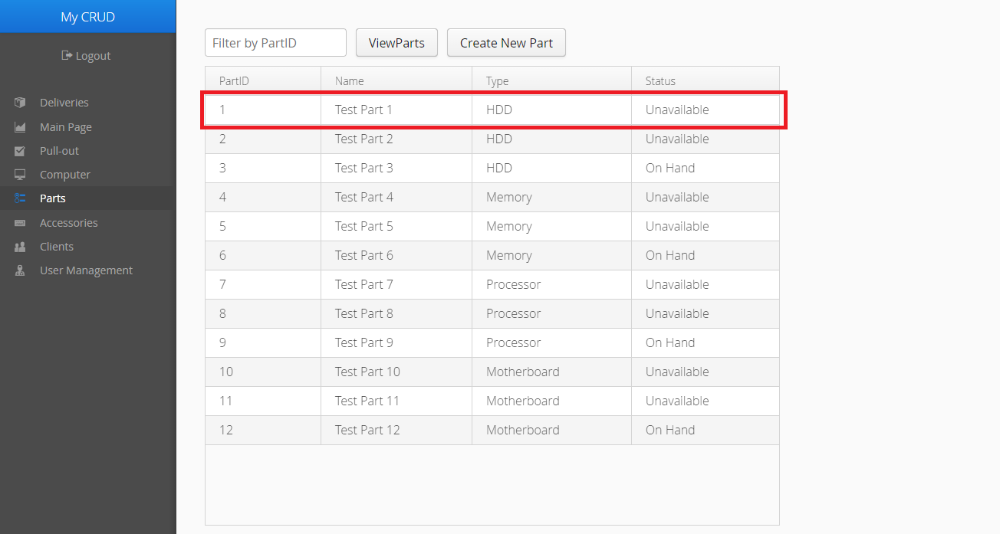 My CRUD
Logout
Deliveries
Main Page
Pull-out
Computer
Parts
Accessories
Clients
User Management
Filter by PartID ViewParts Create New Part
PartID Name Type Status
1 Test Part 1 HDD Unavailable
2 Test Part 2 HDD Unavailable
3 Test Part 3 HDD On Hand
4 Test Part 4 Memory Unavailable
5 Test Part 5 Memory Unavailable
6 Test Part 6 Memory On Hand
7 Test Part 7 Processor Unavailable
8 Test Part 8 Processor Unavailable
9 Test Part 9 Processor On Hand
10 Test Part 10 Motherboard Unavailable
11 Test Part 11 Motherboard Unavailable
12 Test Part 12 Motherboard On Hand